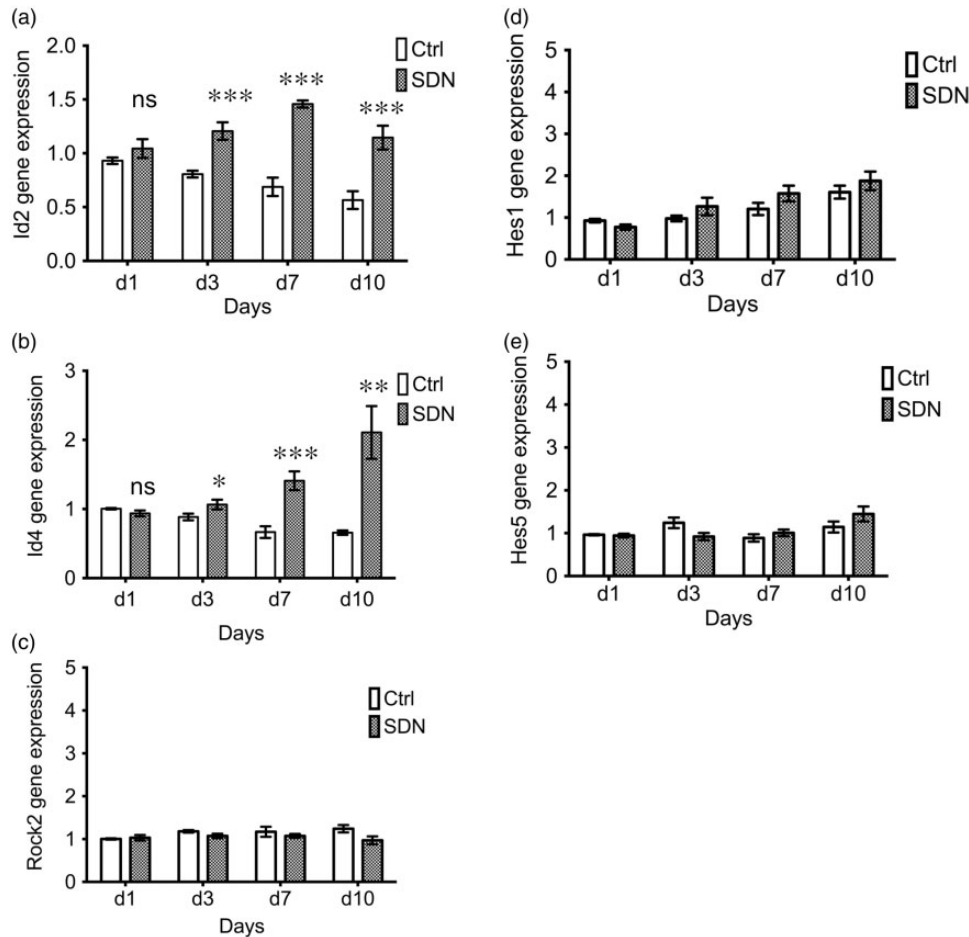 (a)
Id2 gene expression
2.0
1.5
1.0
0.5
0.0
ns
***
***
***
Ctrl
SDN
d1 d3 d7 d10
Days
(b)
Id4 gene expression
3
2
1
0
ns
*
***
**
Ctrl
SDN
d1 d3 d7 d10
Days
(c)
Rock2 gene expression
5
4
3
2
1
0
Ctrl
SDN
d1 d3 d7 d10
Days
(d)
Hes1 gene expression
5
4
3
2
1
0
Ctrl
SDN
d1 d3 d7 d10
Days
(e)
Hes5 gene expression
5
4
3
2
1
0
Ctrl
SDN
d1 d3 d7 d10
Days